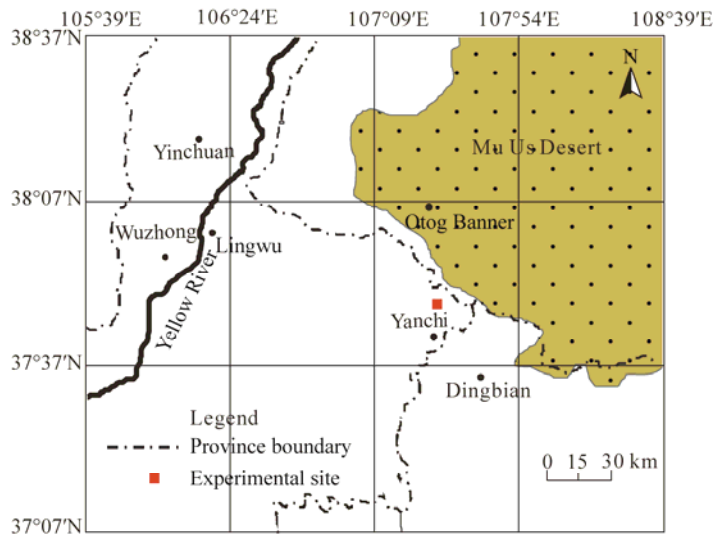 105°39′E 106°24′E 107°09′E 107°54′E 108°39′E
38°37′N
N
Yinchuan
Mu Us Desert
38°07′N
Otog Banner
Wuzhong
Lingwu
Yellow River
Yanchi
37°37′N
Dingbian
Legend
Province boundary
Experimental site
0 15 30 km
37°07′N